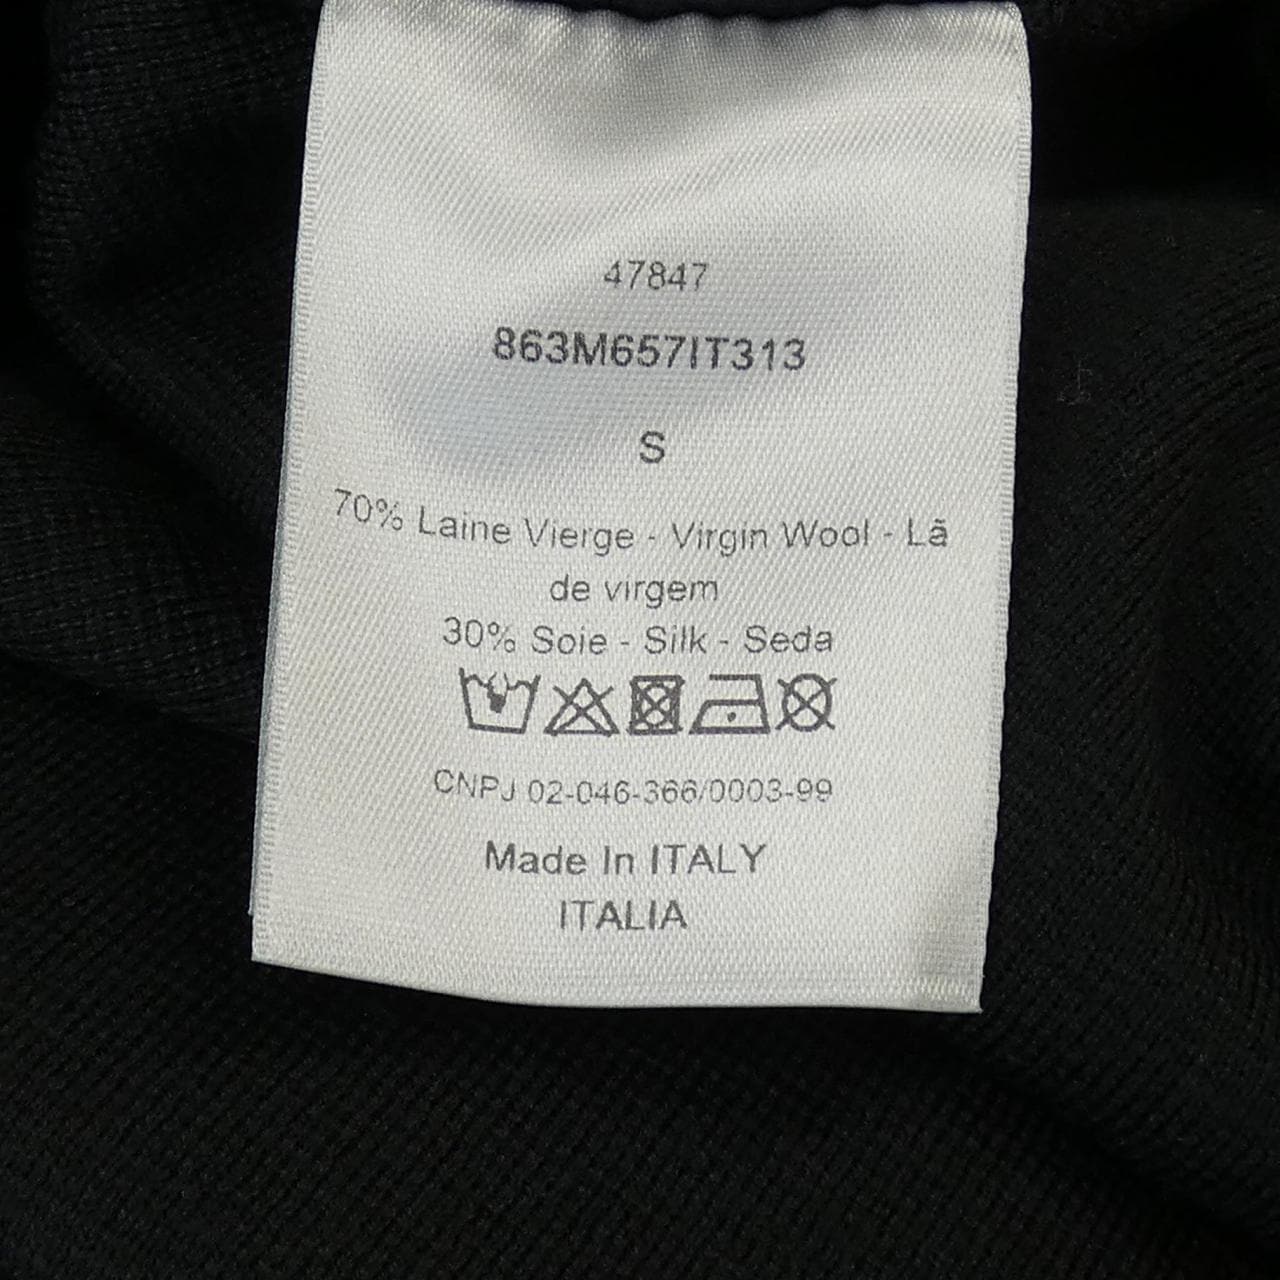 47847
863M657IT313
S
70% Laine Vierge - Virgin Wool - Lã
de virgem
30% Soie - Silk - Seda
CNPJ 02-046-366/0003-99
Made In ITALY
ITALIA